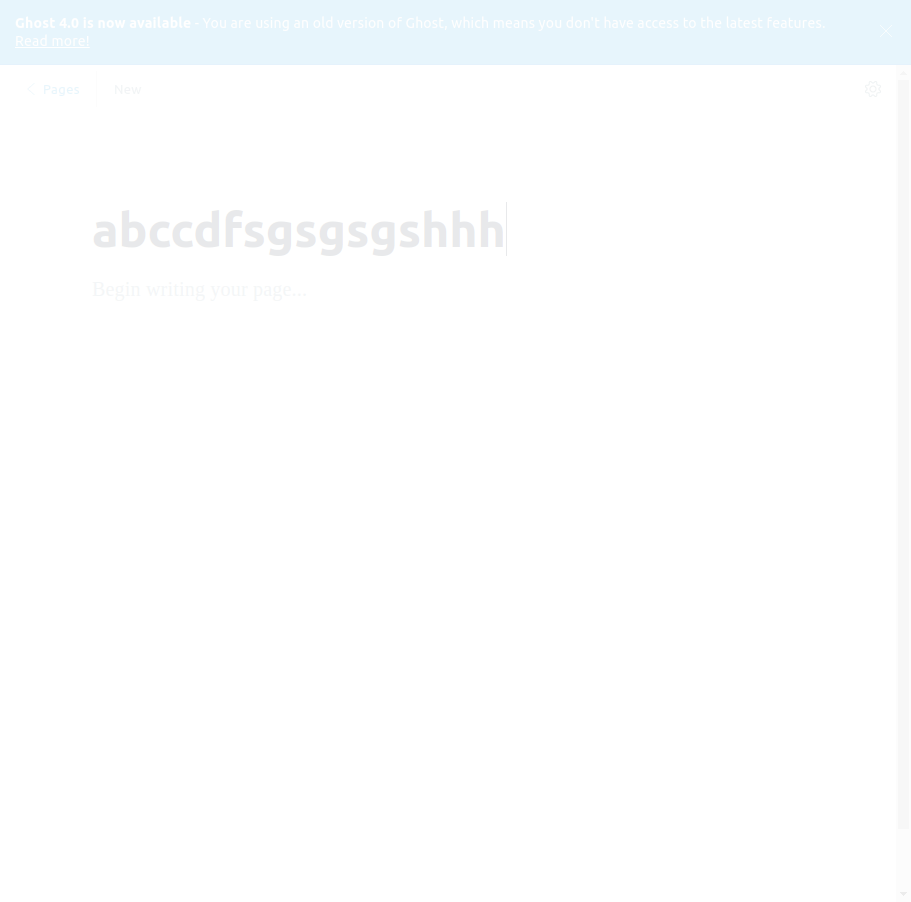 Ghost 4.0 is now available - You are using an old version of Ghost, which means you don't have access to the latest features.
Read more!
Pages
New
abccdfsgsgsgshhh
Begin writing your page...